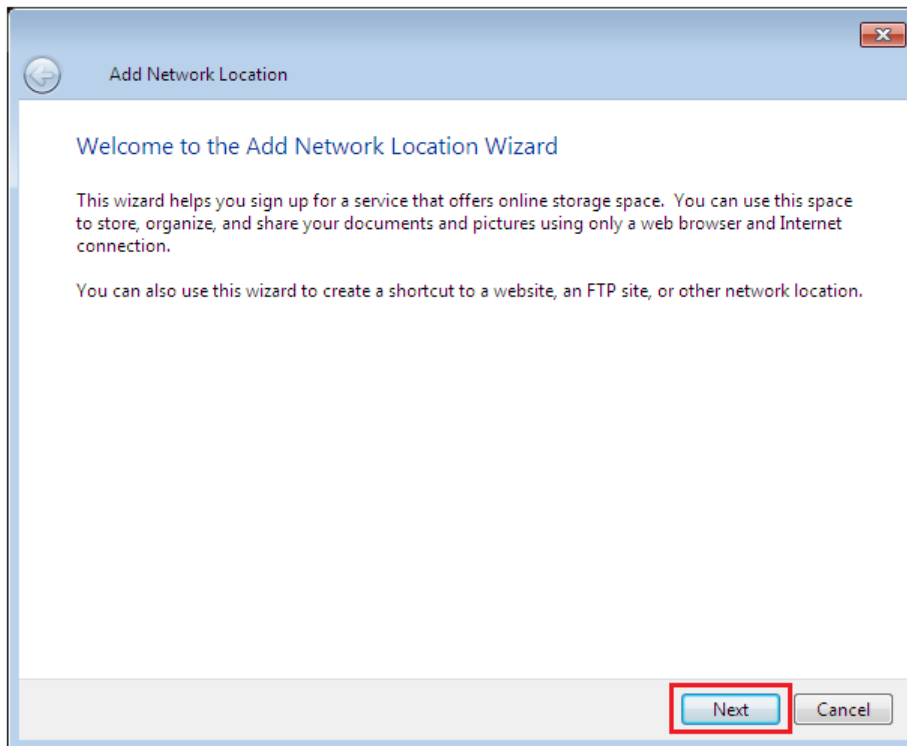 Add Network Location
Welcome to the Add Network Location Wizard
This wizard helps you sign up for a service that offers online storage space.  You can use this space
to store, organize, and share your documents and pictures using only a web browser and Internet
connection.
You can also use this wizard to create a shortcut to a website, an FTP site, or other network location.
Next
Cancel